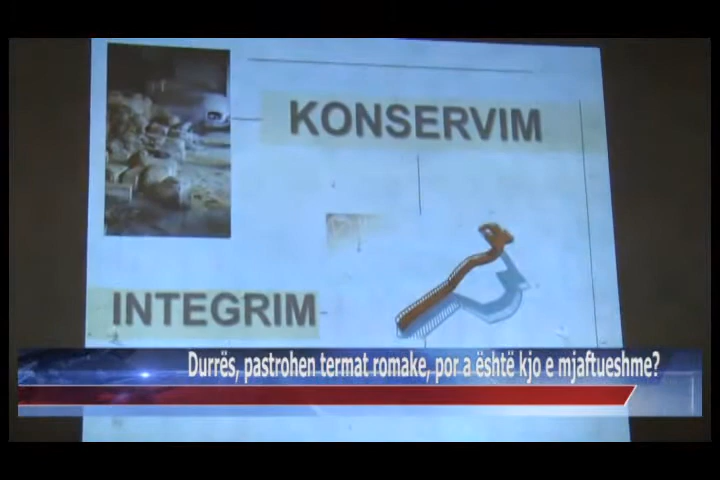 KONSERVIM
INTEGRIM
Durrës, pastrohen termat romake, por a është kjo e mjaftueshme?